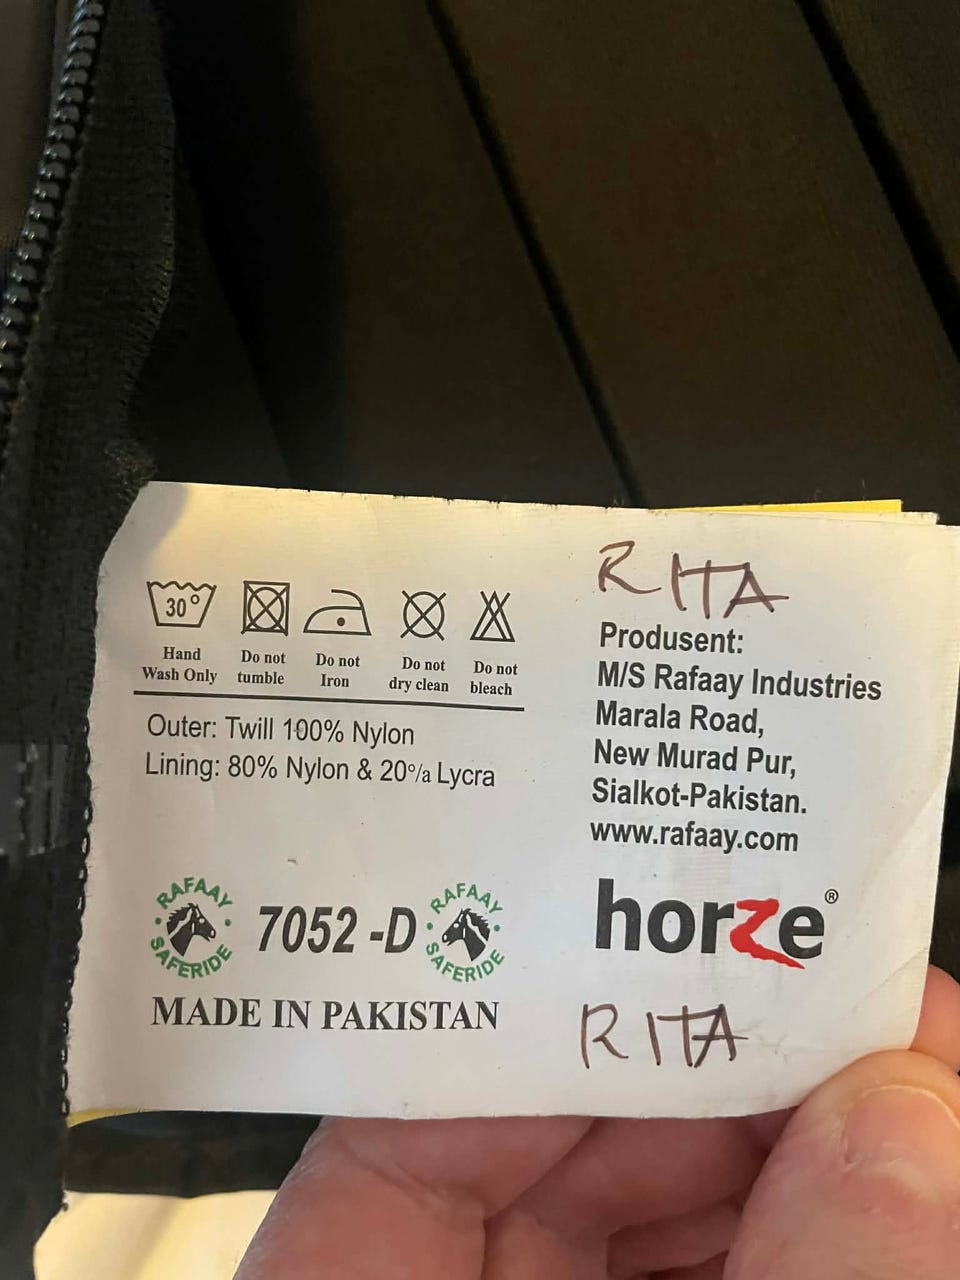 30°
Hand
Wash Only
Do not
tumble
Do not
Iron
Do not
dry clean
Do not
bleach
Outer: Twill 100% Nylon
Lining: 80% Nylon & 20°/a Lycra
RAFAAY
SAFERIDE
7052 -D
RAFAAY
SAFERIDE
MADE IN PAKISTAN
RITA
Produsent:
M/S Rafaay Industries
Marala Road,
New Murad Pur,
Sialkot-Pakistan.
www.rafaay.com
horze®
RITA